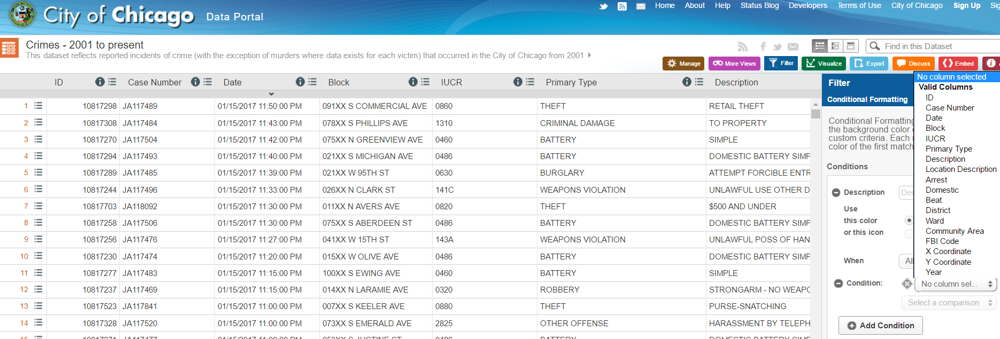 City of Chicago Data Portal
Home About Help Status Blog Developers Terms of Use City of Chicago Sign Up
Crimes - 2001 to present
This dataset reflects reported incidents of crime (with the exception of murders where data exists for each victim) that occurred in the City of Chicago from 2001
Find in this Dataset
Manage More Views Filter Visualize Export Discuss Embed
ID Case Number Date Block IUCR Primary Type Description
1 10817298 JA117489 01/15/2017 11:50:00 PM 091XX S COMMERCIAL AVE 0860 THEFT RETAIL THEFT
2 10817308 JA117484 01/15/2017 11:43:00 PM 078XX S PHILLIPS AVE 1310 CRIMINAL DAMAGE TO PROPERTY
3 10817270 JA117504 01/15/2017 11:42:00 PM 075XX N GREENVIEW AVE 0460 BATTERY SIMPLE
4 10817294 JA117493 01/15/2017 11:40:00 PM 021XX S MICHIGAN AVE 0486 BATTERY DOMESTIC BATTERY SIMP
5 10817289 JA117485 01/15/2017 11:39:00 PM 021XX W 95TH ST 0630 BURGLARY ATTEMPT FORCIBLE ENTR
6 10817244 JA117496 01/15/2017 11:33:00 PM 026XX N CLARK ST 141C WEAPONS VIOLATION UNLAWFUL USE OTHER D
7 10817703 JA118092 01/15/2017 11:30:00 PM 011XX N AVERS AVE 0820 THEFT $500 AND UNDER
8 10817258 JA117506 01/15/2017 11:30:00 PM 075XX S ABERDEEN ST 0486 BATTERY DOMESTIC BATTERY SIMP
9 10817256 JA117476 01/15/2017 11:27:00 PM 041XX W 15TH ST 143A WEAPONS VIOLATION UNLAWFUL POSS OF HAN
10 10817230 JA117474 01/15/2017 11:20:00 PM 015XX W OLIVE AVE 0486 BATTERY DOMESTIC BATTERY SIMP
11 10817277 JA117483 01/15/2017 11:15:00 PM 100XX S EWING AVE 0460 BATTERY SIMPLE
12 10817237 JA117469 01/15/2017 11:15:00 PM 014XX N LARAMIE AVE 0320 ROBBERY STRONGARM - NO WEAPO
13 10817523 JA117841 01/15/2017 11:00:00 PM 007XX S KEELER AVE 0880 THEFT PURSE-SNATCHING
14 10817328 JA117520 01/15/2017 11:00:00 PM 073XX S EMERALD AVE 2825 OTHER OFFENSE HARASSMENT BY TELEPH
Filter
Conditional Formatting
Conditional Formatting
the background color
custom criteria. Each
color of the first match
Conditions
Description Des
Use
this color
or this icon
When All
Condition: No column sel...
Select a comparison
Add Condition
No column selected
Valid Columns
ID
Case Number
Date
Block
IUCR
Primary Type
Description
Location Description
Arrest
Domestic
Beat
District
Ward
Community Area
FBI Code
X Coordinate
Y Coordinate
Year